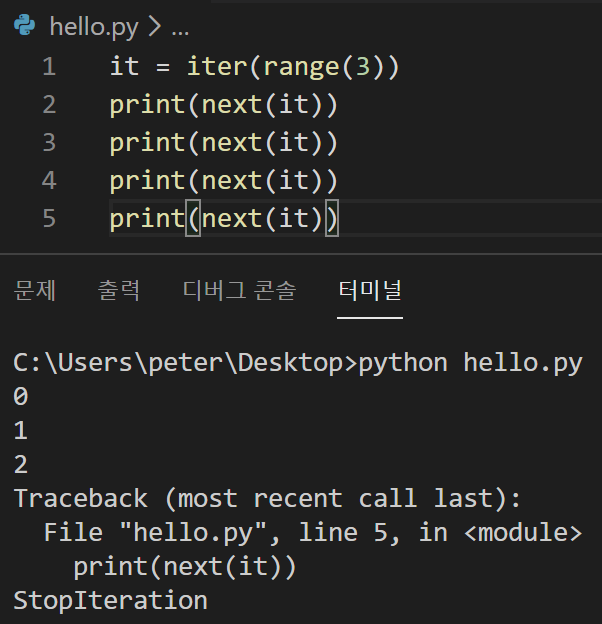 hello.py > ...
1 it = iter(range(3))
2 print(next(it))
3 print(next(it))
4 print(next(it))
5 print(next(it))
문제 출력 디버그 콘솔 터미널
C:\Users\peter\Desktop>python hello.py
0
1
2
Traceback (most recent call last):
  File "hello.py", line 5, in <module>
    print(next(it))
StopIteration